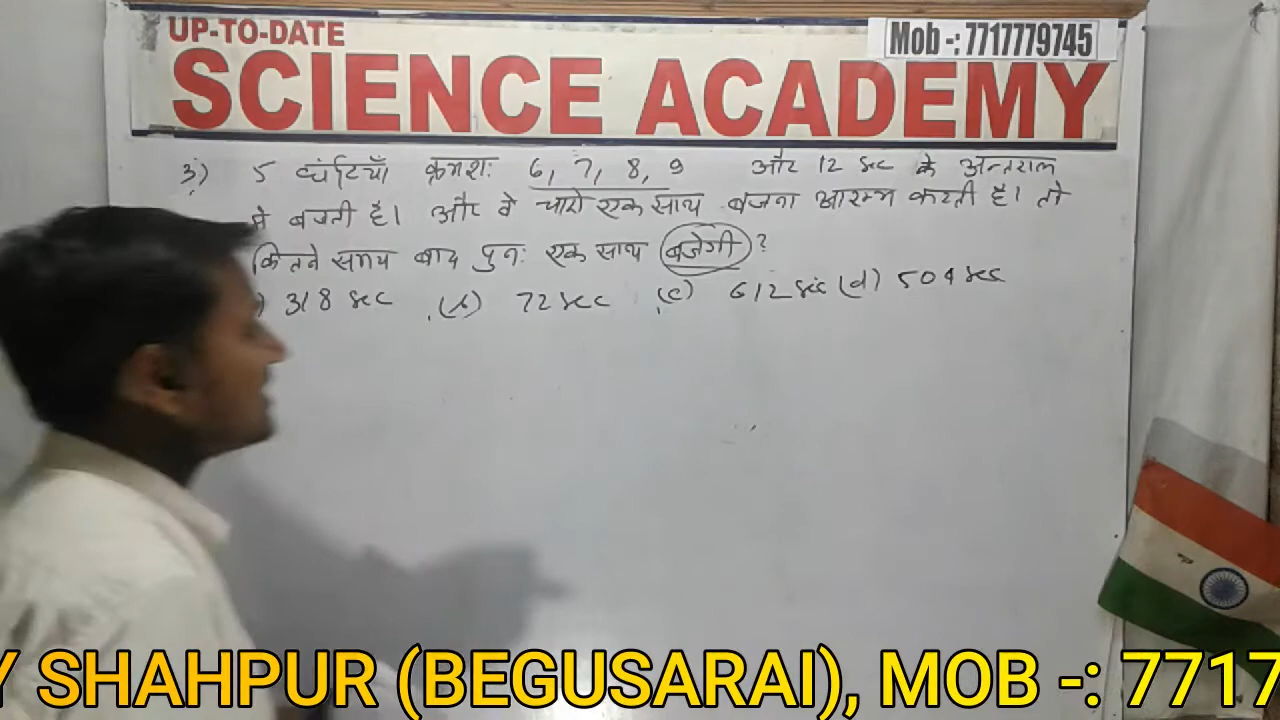 UP-TO-DATE
Mob -: 7717779745
SCIENCE ACADEMY
3) 5 घंटियाँ क्रमशः 6, 7, 8, 9 और 12 sec के अन्तराल
से बजती है। और वे चारो एक साथ बजना आरम्भ करती है। तो
कितने समय बाद पुनः एक साथ बजेगी ?
) 318 sec (b) 72 sec (c) 612 sec (d) 504 sec
Y SHAHPUR (BEGUSARAI), MOB -: 7717